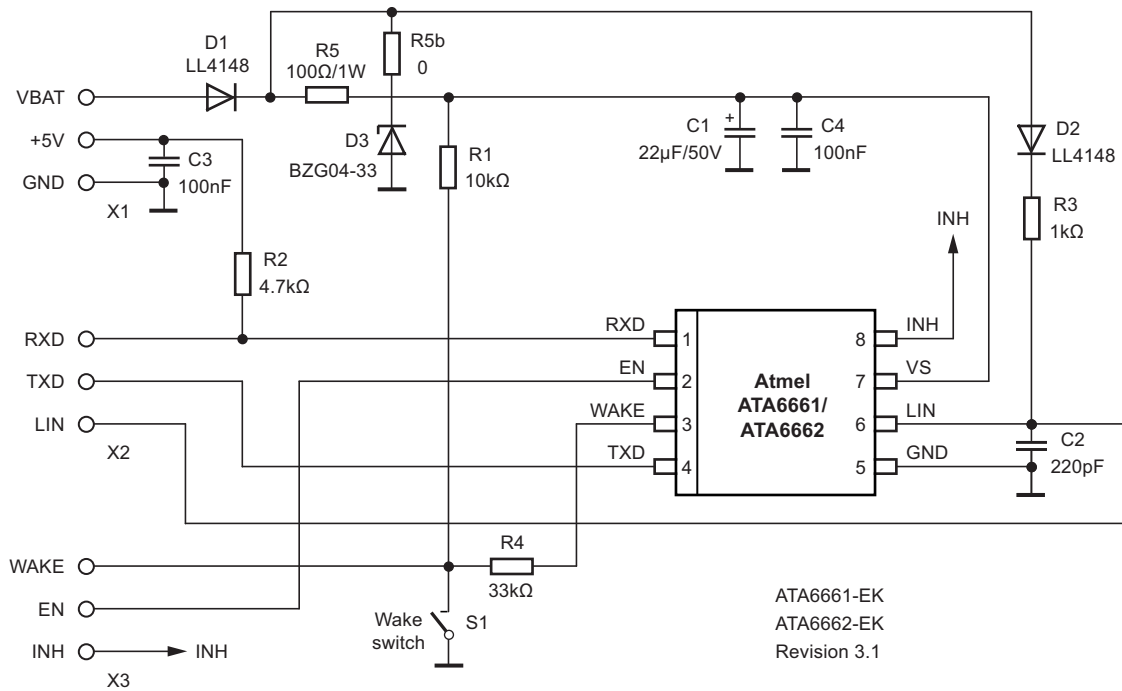 D1
LL4148
R5
100Ω/1W
R5b
0
VBAT
+5V
GND
X1
C3
100nF
D3
BZG04-33
R1
10kΩ
C1
+
22µF/50V
C4
100nF
D2
LL4148
R3
1kΩ
INH
R2
4.7kΩ
RXD
TXD
LIN
X2
RXD
EN
WAKE
TXD
1
2
3
4
Atmel
ATA6661/
ATA6662
8
7
6
5
INH
VS
LIN
GND
C2
220pF
R4
33kΩ
WAKE
EN
INH
INH
X3
Wake
switch
S1
ATA6661-EK
ATA6662-EK
Revision 3.1